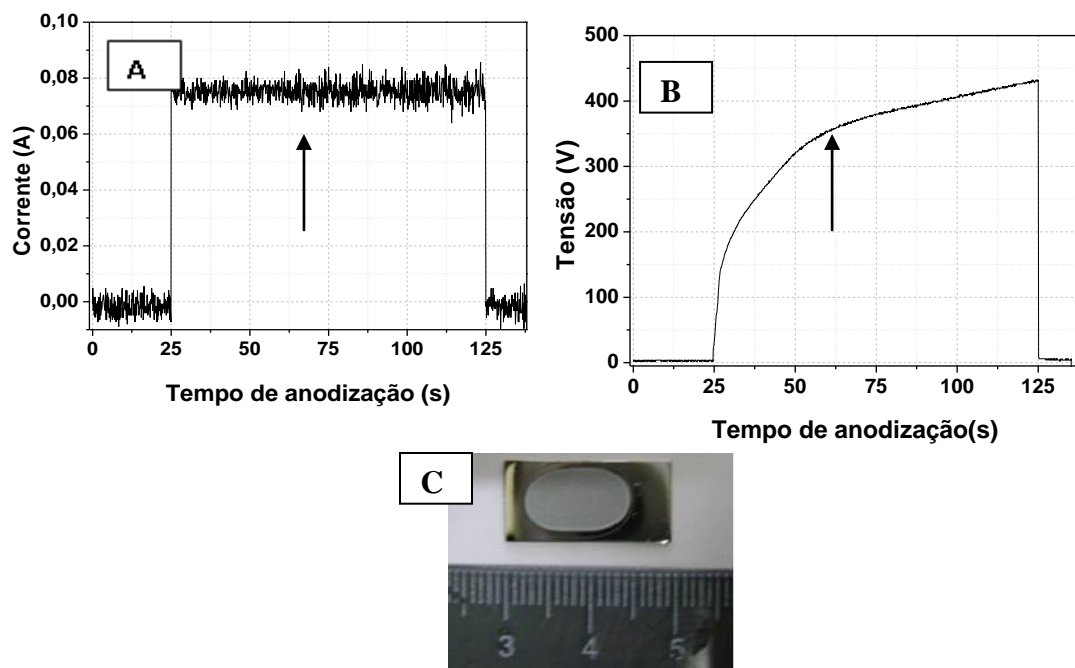 A
Corrente (A)
0,10
0,08
0,06
0,04
0,02
0,00
0 25 50 75 100 125
Tempo de anodização (s)
B
Tensão (V)
500
400
300
200
100
0
0 25 50 75 100 125
Tempo de anodização(s)
C
3 4 5